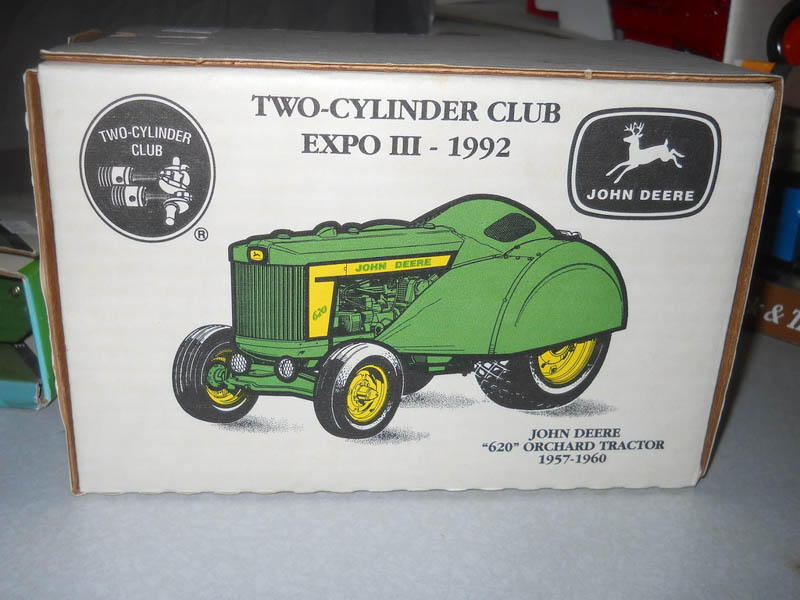 TWO-CYLINDER CLUB
EXPO III - 1992
TWO-CYLINDER
CLUB
®
JOHN DEERE
JOHN DEERE
620
JOHN DEERE
"620" ORCHARD TRACTOR
1957-1960
& T